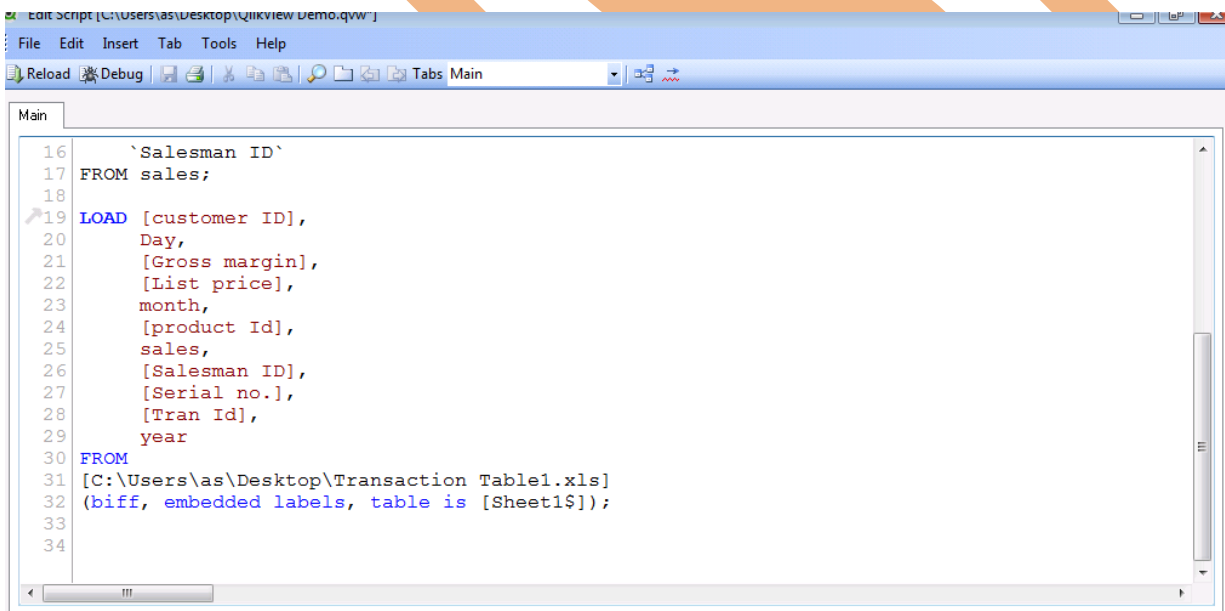 Edit Script [C:\Users\as\Desktop\QlikView Demo.qvw*]
File Edit Insert Tab Tools Help
Reload Debug Tabs Main
Main
16 `Salesman ID`
17 FROM sales;
18
19 LOAD [customer ID],
20 Day,
21 [Gross margin],
22 [List price],
23 month,
24 [product Id],
25 sales,
26 [Salesman ID],
27 [Serial no.],
28 [Tran Id],
29 year
30 FROM
31 [C:\Users\as\Desktop\Transaction Table1.xls]
32 (biff, embedded labels, table is [Sheet1$]);
33
34